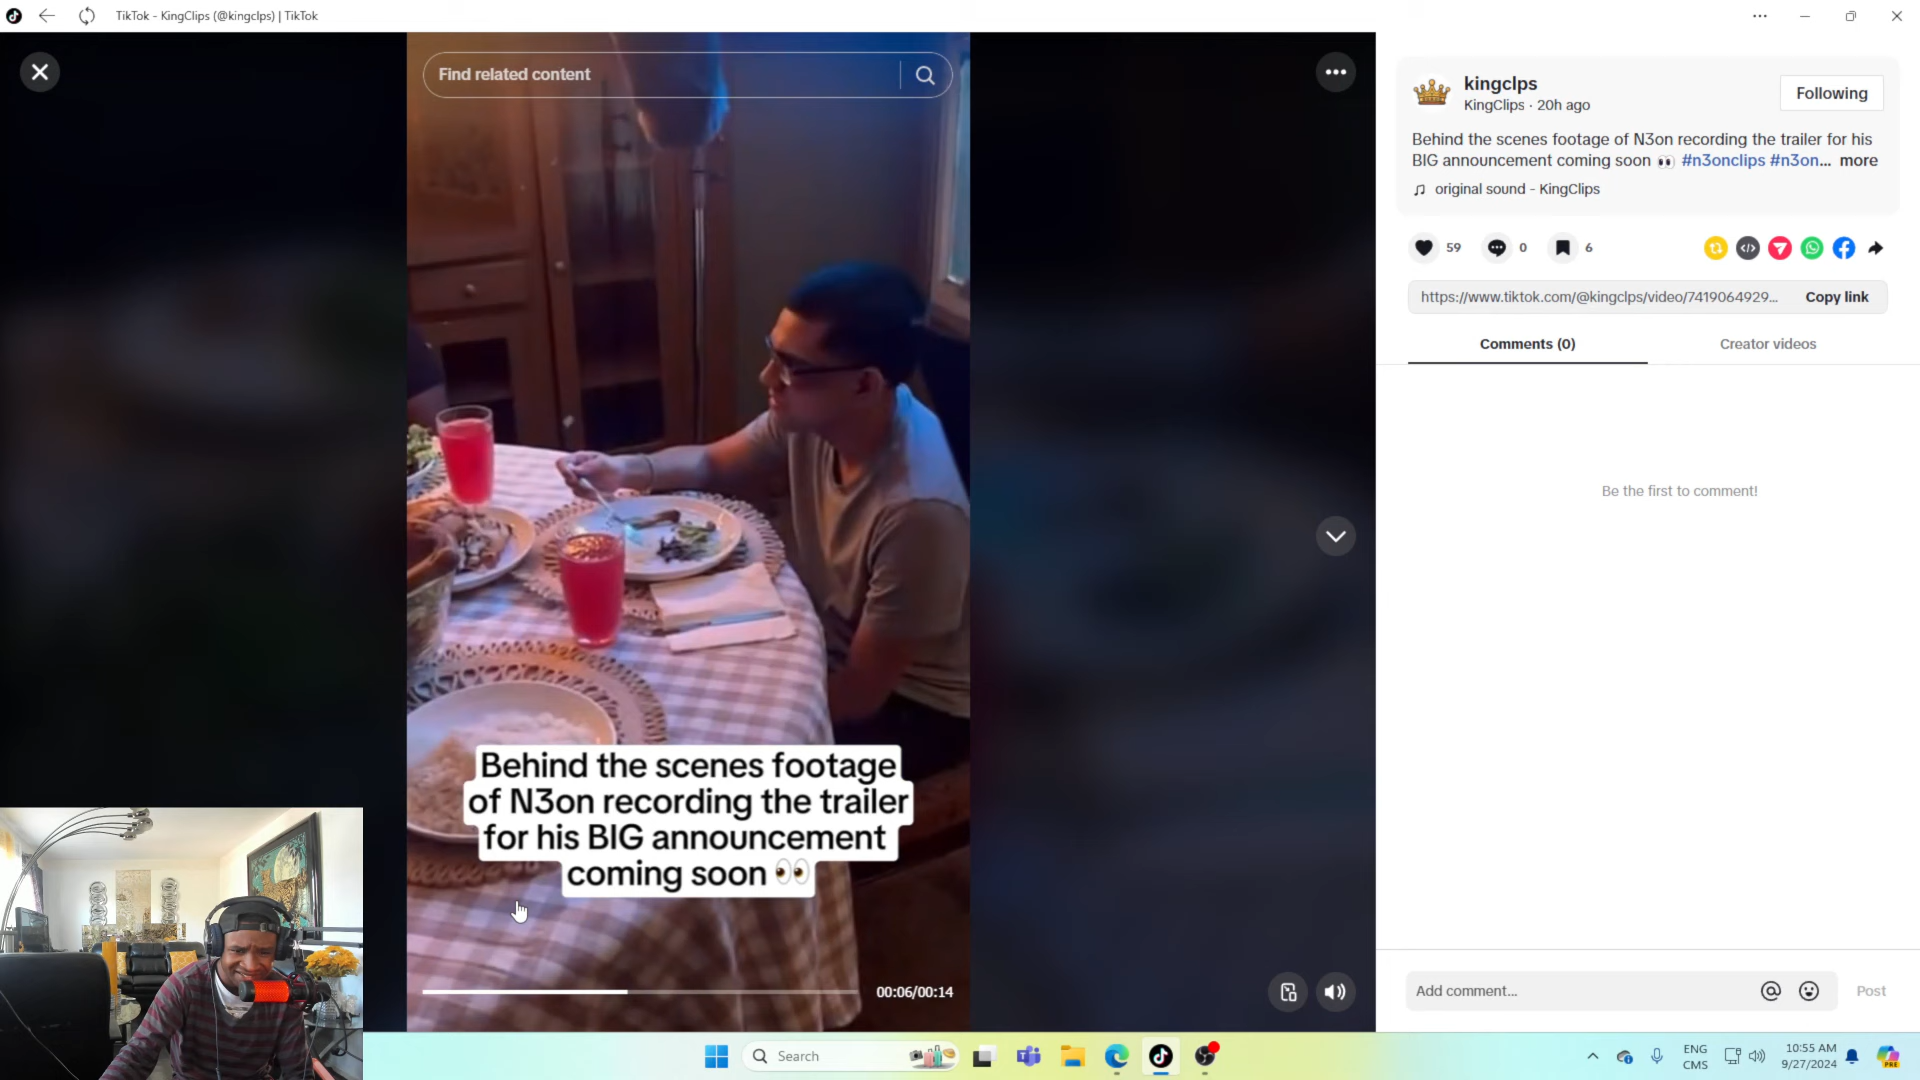 TikTok - KingClips (@kingclps) | TikTok
Find related content
Behind the scenes footage
of N3on recording the trailer
for his BIG announcement
coming soon 👀
00:06/00:14
kingclps
KingClips · 20h ago
Following
Behind the scenes footage of N3on recording the trailer for his
BIG announcement coming soon 👀 #n3onclips #n3on... more
original sound - KingClips
59
0
6
https://www.tiktok.com/@kingclps/video/7419064929...
Copy link
Comments (0)
Creator videos
Be the first to comment!
Add comment...
Post
Search
ENG
CMS
10:55 AM
9/27/2024
PRE